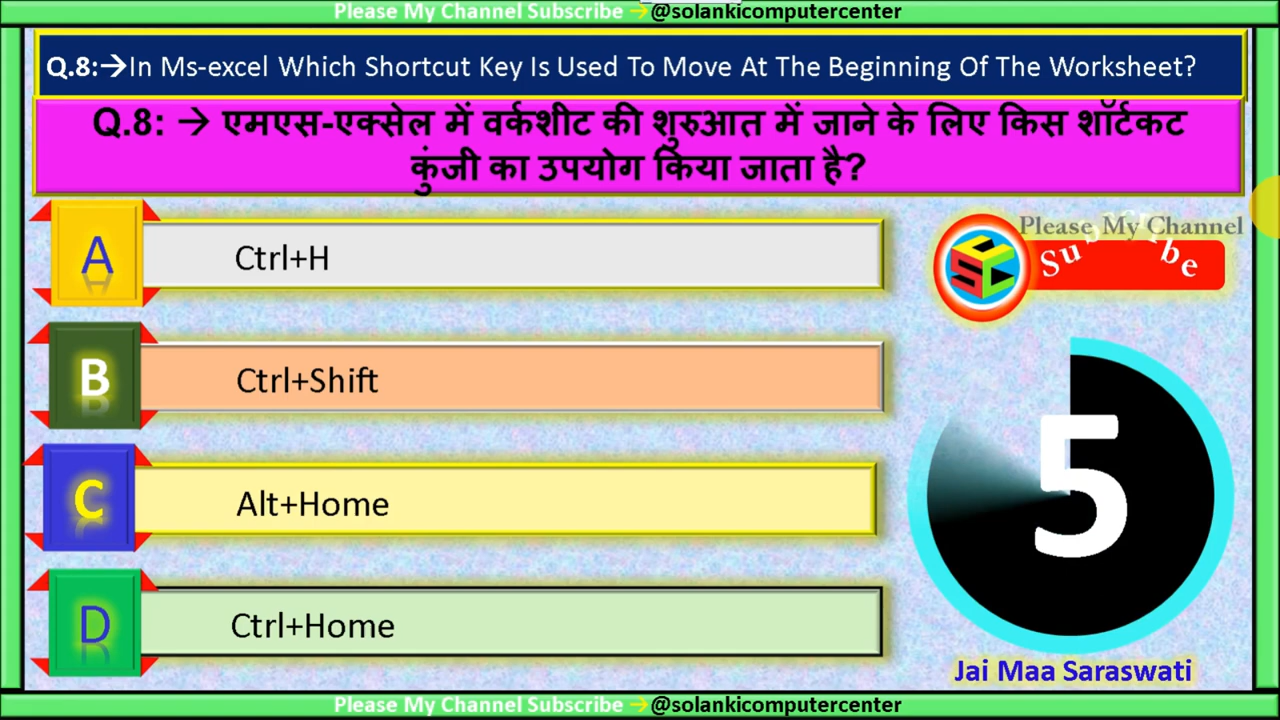 Please My Channel Subscribe →@solankicomputercenter
Q.8:→In Ms-excel Which Shortcut Key Is Used To Move At The Beginning Of The Worksheet?
Q.8: → एमएस-एक्सेल में वर्कशीट की शुरुआत में जाने के लिए किस शॉर्टकट
कुंजी का उपयोग किया जाता है?
A Ctrl+H
Please My Channel
Subscribe
SCC
B Ctrl+Shift
C Alt+Home
5
D Ctrl+Home
Jai Maa Saraswati
Please My Channel Subscribe →@solankicomputercenter